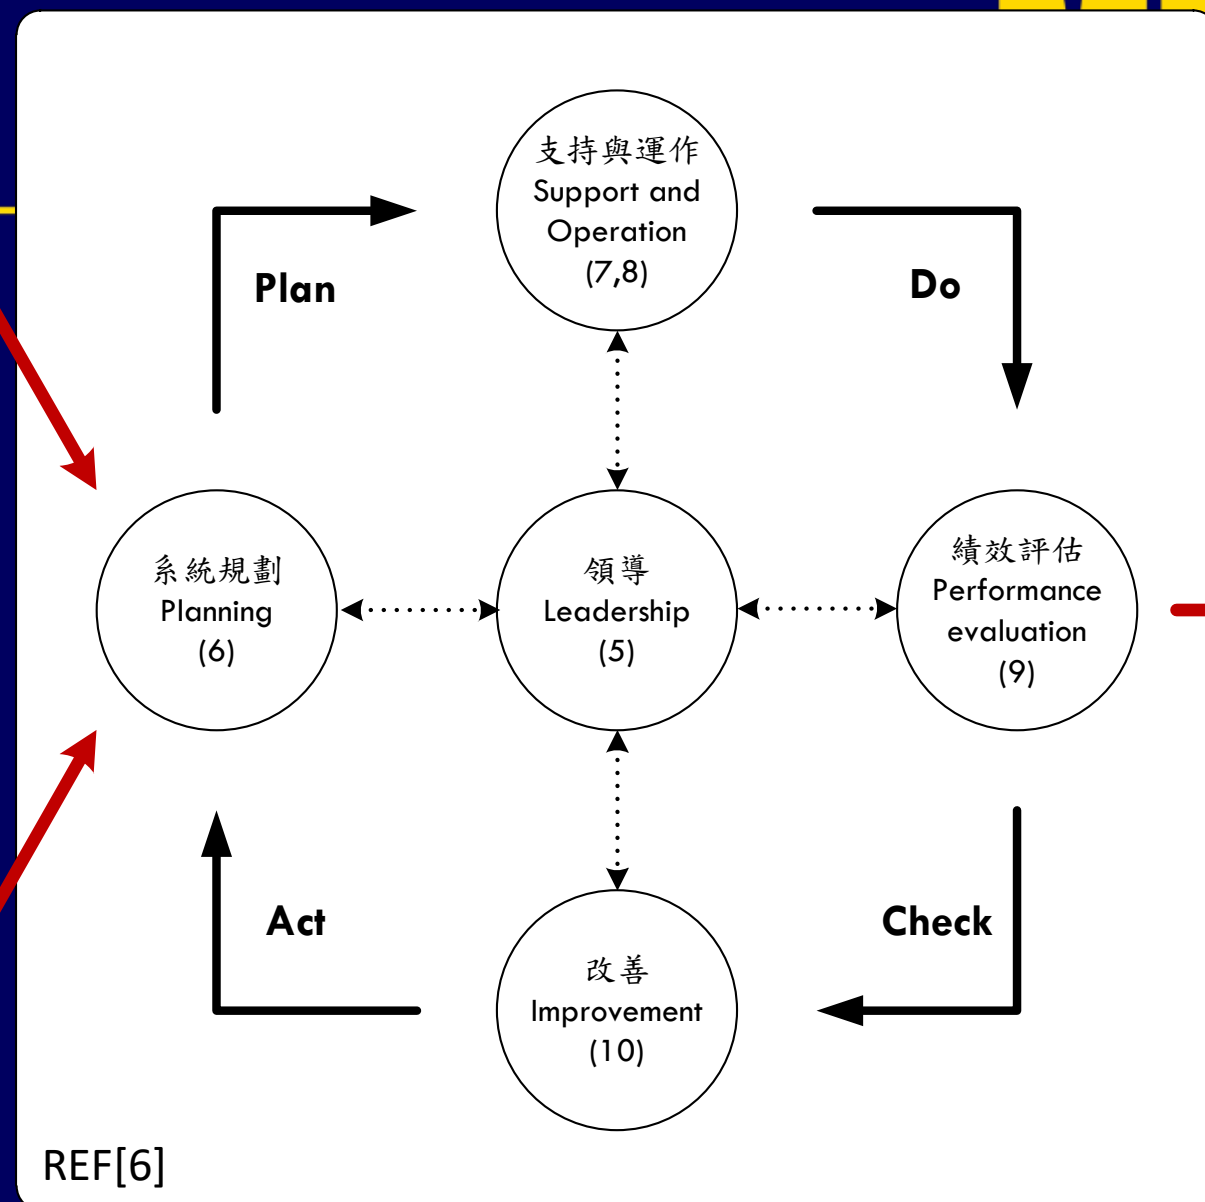 支持與運作
Support and
Operation
(7,8)
Plan
Do
系統規劃
Planning
(6)
領導
Leadership
(5)
績效評估
Performance
evaluation
(9)
Act
Check
改善
Improvement
(10)
REF[6]